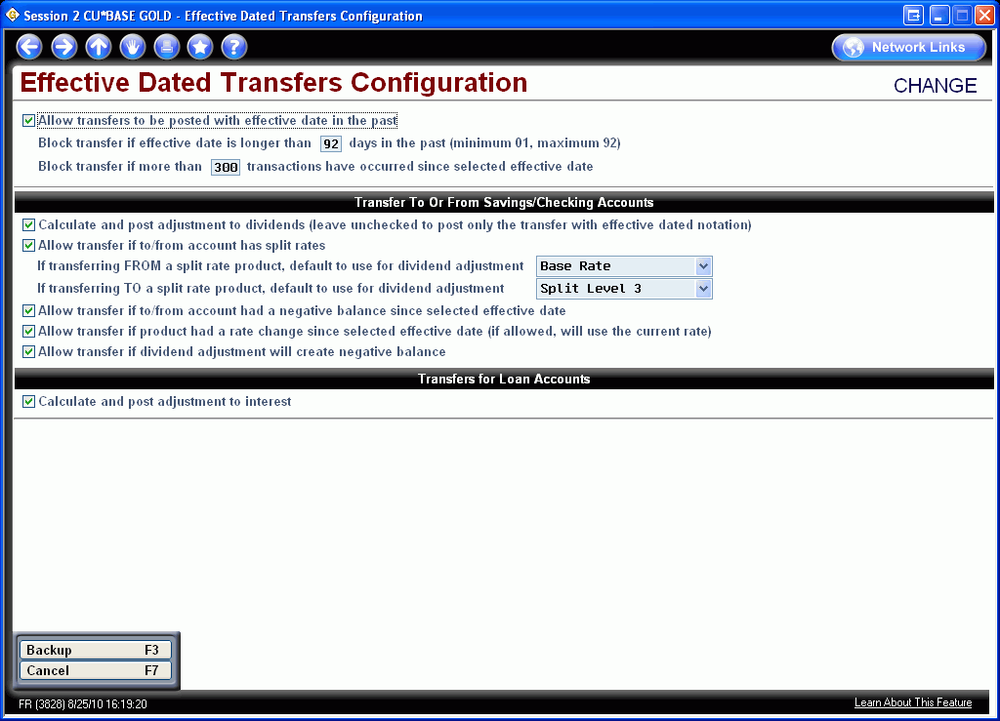 Session 2 CU*BASE GOLD - Effective Dated Transfers Configuration
Network Links
Effective Dated Transfers Configuration
CHANGE
Allow transfers to be posted with effective date in the past
Block transfer if effective date is longer than 92 days in the past (minimum 01, maximum 92)
Block transfer if more than 300 transactions have occurred since selected effective date
Transfer To Or From Savings/Checking Accounts
Calculate and post adjustment to dividends (leave unchecked to post only the transfer with effective dated notation)
Allow transfer if to/from account has split rates
If transferring FROM a split rate product, default to use for dividend adjustment Base Rate
If transferring TO a split rate product, default to use for dividend adjustment Split Level 3
Allow transfer if to/from account had a negative balance since selected effective date
Allow transfer if product had a rate change since selected effective date (if allowed, will use the current rate)
Allow transfer if dividend adjustment will create negative balance
Transfers for Loan Accounts
Calculate and post adjustment to interest
Backup F3
Cancel F7
FR (3828) 8/25/10 16:19:20
Learn About This Feature